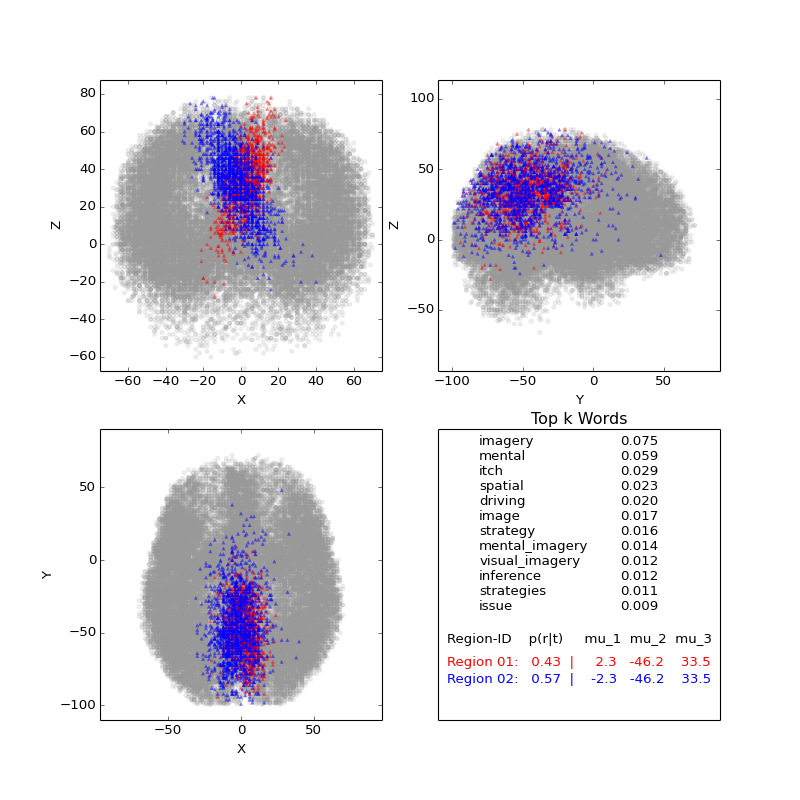 80
60
40
20
0
−20
−40
−60
Z
−60 −40 −20 0 20 40 60
X
100
50
0
−50
Z
−100 −50 0 50
Y
50
0
−50
−100
Y
−50 0 50
X
Top k Words
imagery 0.075
mental 0.059
itch 0.029
spatial 0.023
driving 0.020
image 0.017
strategy 0.016
mental_imagery 0.014
visual_imagery 0.012
inference 0.012
strategies 0.011
issue 0.009
Region-ID p(r|t) mu_1 mu_2 mu_3
Region 01: 0.43 | 2.3 -46.2 33.5
Region 02: 0.57 | -2.3 -46.2 33.5